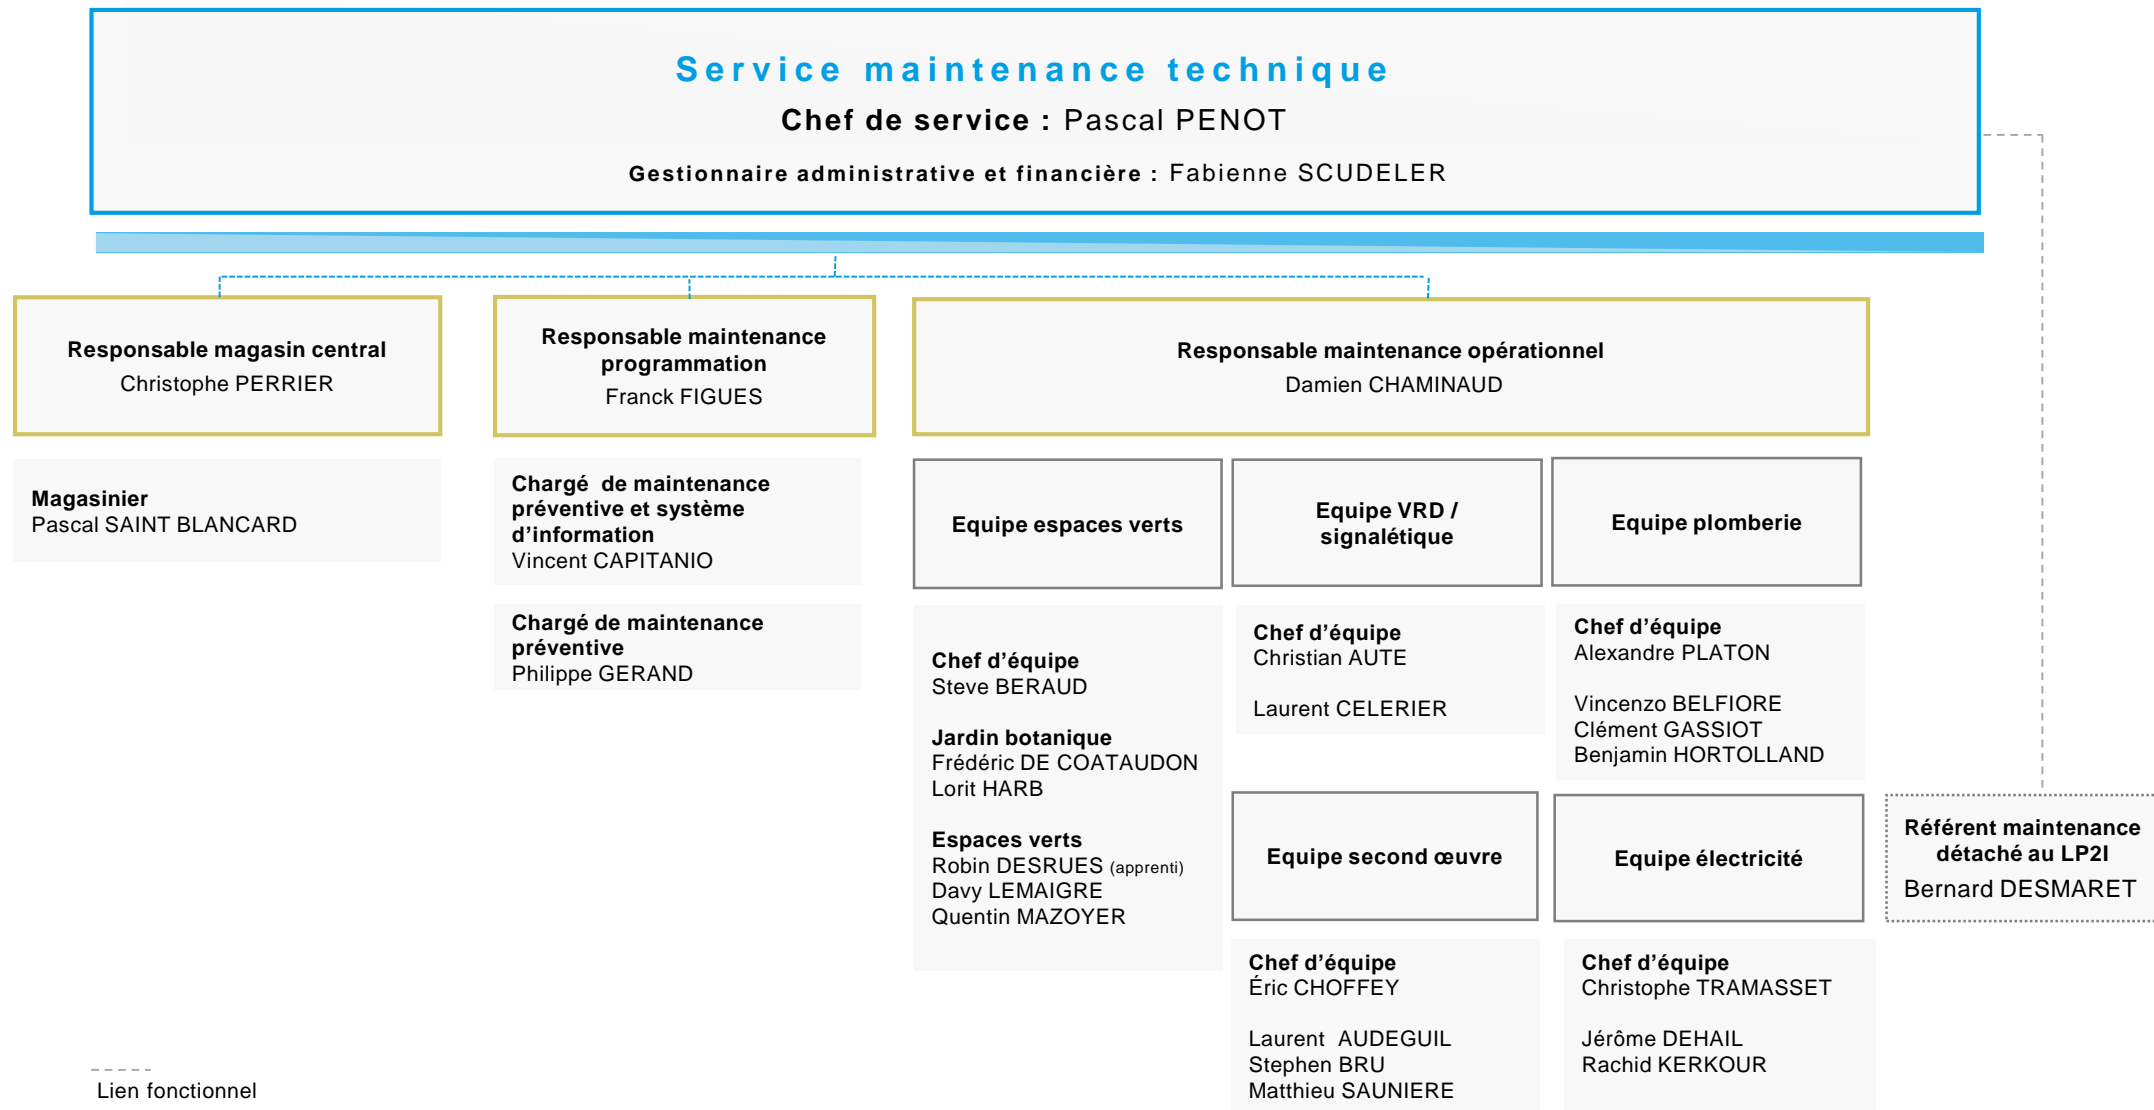 Service maintenance technique
Chef de service : Pascal PENOT
Gestionnaire administrative et financière : Fabienne SCUDELER
Responsable magasin central
Christophe PERRIER
Responsable maintenance
programmation
Franck FIGUES
Responsable maintenance opérationnel
Damien CHAMINAUD
Magasinier
Pascal SAINT BLANCARD
Chargé de maintenance
préventive et système
d’information
Vincent CAPITANIO
Chargé de maintenance
préventive
Philippe GERAND
Equipe espaces verts
Chef d’équipe
Steve BERAUD
Jardin botanique
Frédéric DE COATAUDON
Lorit HARB
Espaces verts
Robin DESRUES (apprenti)
Davy LEMAIGRE
Quentin MAZOYER
Equipe VRD /
signalétique
Chef d’équipe
Christian AUTE
Laurent CELERIER
Equipe plomberie
Chef d’équipe
Alexandre PLATON
Vincenzo BELFIORE
Clément GASSIOT
Benjamin HORTOLLAND
Equipe second œuvre
Chef d’équipe
Éric CHOFFEY
Laurent AUDEGUIL
Stephen BRU
Matthieu SAUNIERE
Equipe électricité
Chef d’équipe
Christophe TRAMASSET
Jérôme DEHAIL
Rachid KERKOUR
Référent maintenance
détaché au LP2I
Bernard DESMARET
Lien fonctionnel